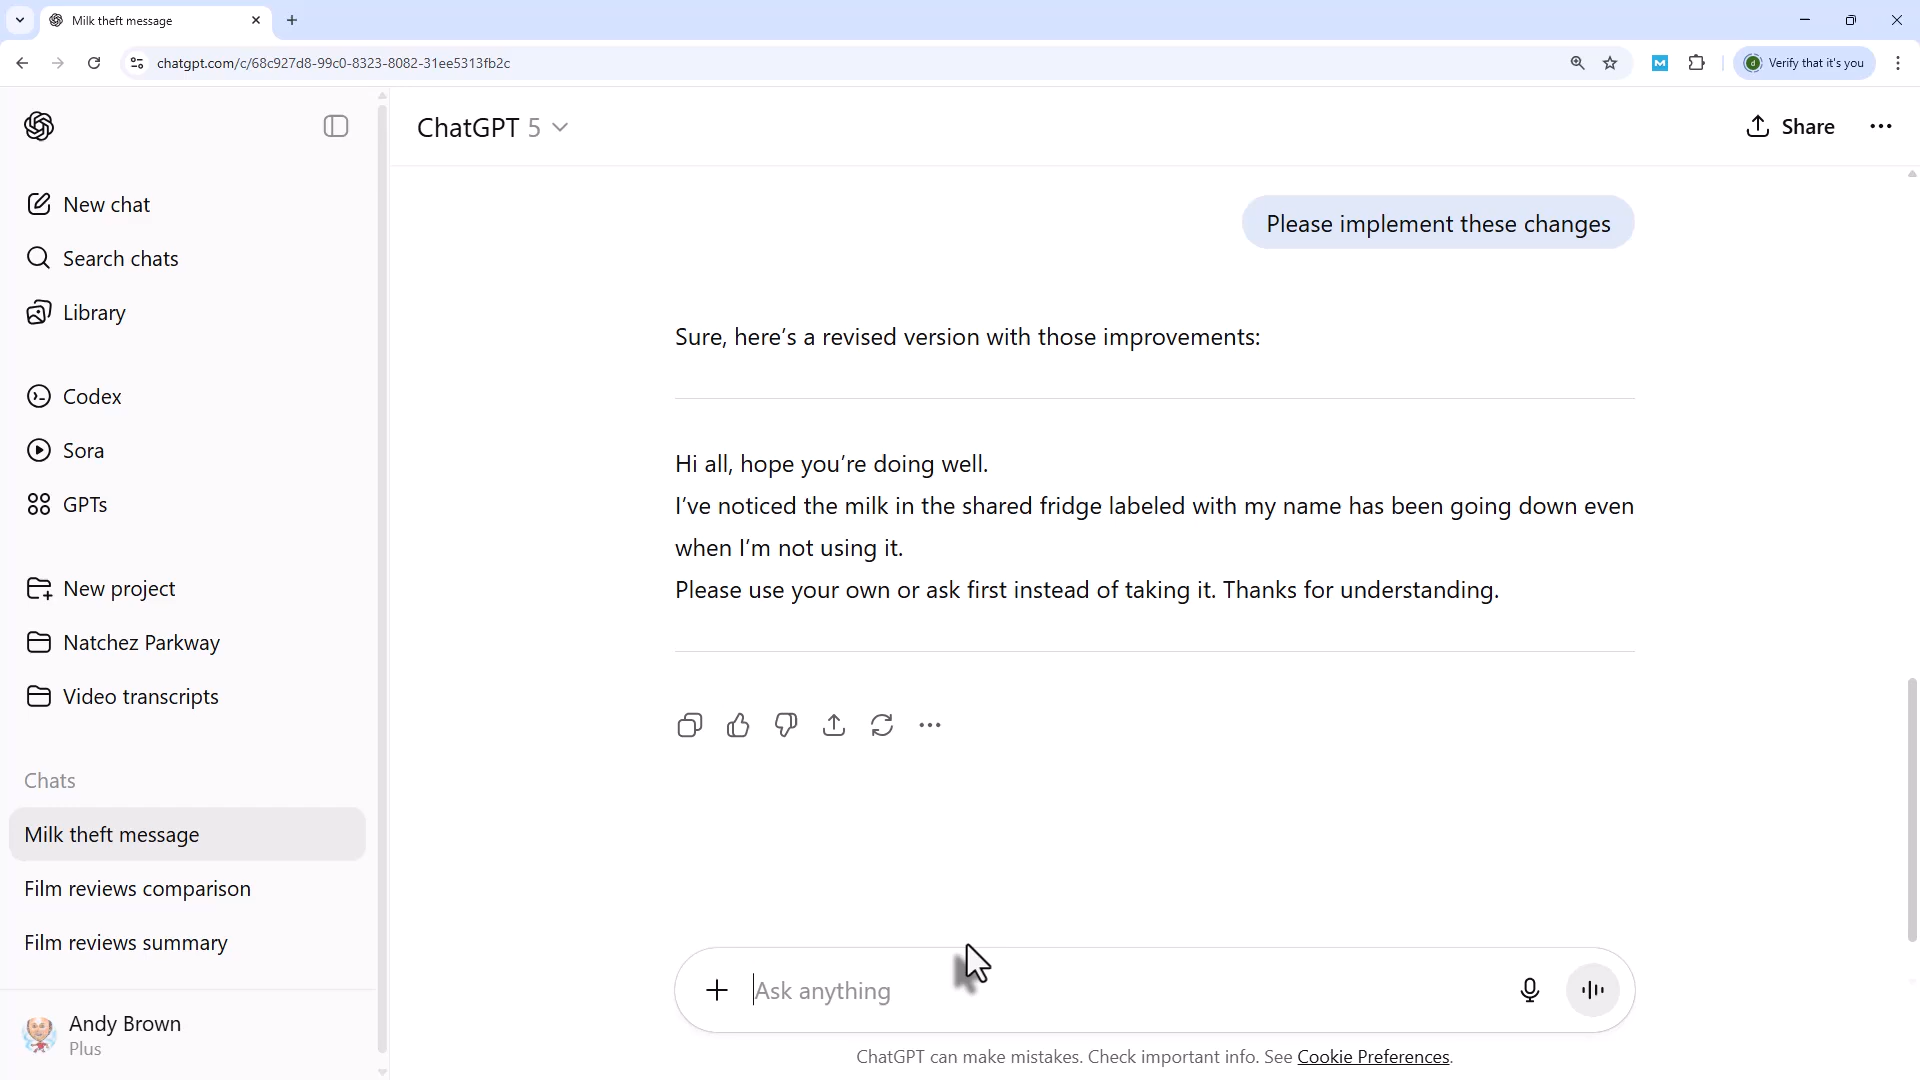 Milk theft message
chatgpt.com/c/68c927d8-99c0-8323-8082-31ee5313fb2c
M
d
Verify that it's you
ChatGPT 5
Share
New chat
Search chats
Library
Codex
Sora
GPTs
New project
Natchez Parkway
Video transcripts
Chats
Milk theft message
Film reviews comparison
Film reviews summary
Andy Brown
Plus
Please implement these changes
Sure, here's a revised version with those improvements:
Hi all, hope you're doing well.
I've noticed the milk in the shared fridge labeled with my name has been going down even
when I'm not using it.
Please use your own or ask first instead of taking it. Thanks for understanding.
Ask anything
ChatGPT can make mistakes. Check important info. See Cookie Preferences.